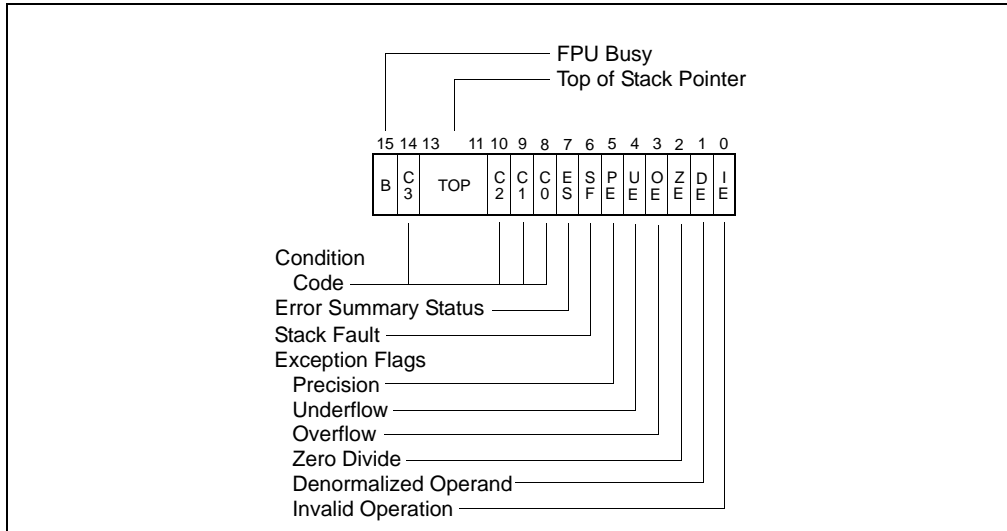 FPU Busy
Top of Stack Pointer
15 14 13 11 10 9 8 7 6 5 4 3 2 1 0
B C3 TOP C2 C1 C0 ES SF PE UE OE ZE DE IE
Condition
Code
Error Summary Status
Stack Fault
Exception Flags
Precision
Underflow
Overflow
Zero Divide
Denormalized Operand
Invalid Operation